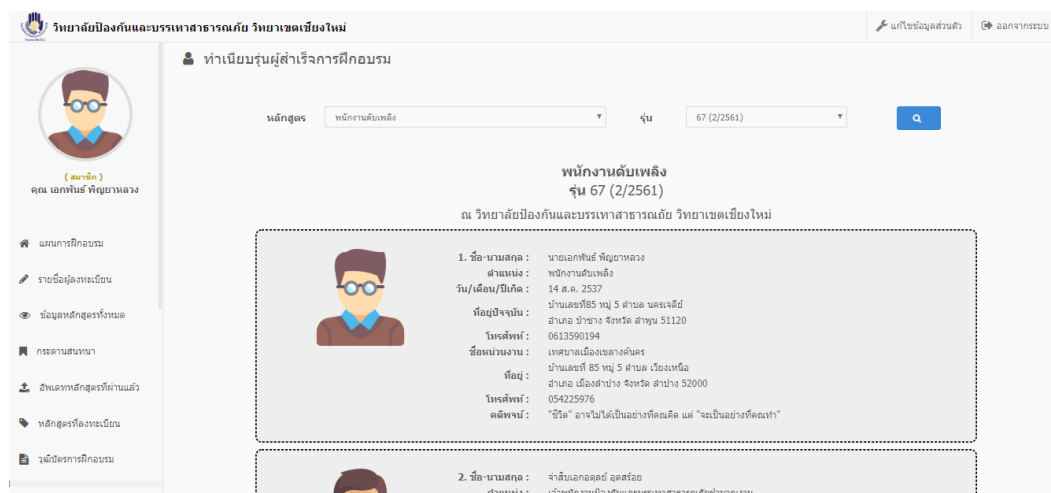 วิทยาลัยป้องกันและบรรเทาสาธารณภัย วิทยาเขตเชียงใหม่
แก้ไขข้อมูลส่วนตัว
ออกจากระบบ
( สมาชิก )
คุณ เอกพันธ์ พิญยาหลวง
แผนการฝึกอบรม
รายชื่อผู้ลงทะเบียน
ข้อมูลหลักสูตรทั้งหมด
กระดานสนทนา
อัพเดทหลักสูตรที่ผ่านแล้ว
หลักสูตรที่ลงทะเบียน
วุฒิบัตรการฝึกอบรม
ทำเนียบรุ่นผู้สำเร็จการฝึกอบรม
หลักสูตร พนักงานดับเพลิง รุ่น 67 (2/2561)
พนักงานดับเพลิง
รุ่น 67 (2/2561)
ณ วิทยาลัยป้องกันและบรรเทาสาธารณภัย วิทยาเขตเชียงใหม่
1. ชื่อ-นามสกุล : นายเอกพันธ์ พิญยาหลวง
ตำแหน่ง : พนักงานดับเพลิง
วัน/เดือน/ปีเกิด : 14 ส.ค. 2537
ที่อยู่ปัจจุบัน : บ้านเลขที่85 หมู่ 5 ตำบล นครเจดีย์
อำเภอ ป่าซาง จังหวัด ลำพูน 51120
โทรศัพท์ : 0613590194
ชื่อหน่วยงาน : เทศบาลเมืองเขลางค์นคร
ที่อยู่ : บ้านเลขที่ 85 หมู่ 5 ตำบล เวียงเหนือ
อำเภอ เมืองลำปาง จังหวัด ลำปาง 52000
โทรศัพท์ : 054225976
คติพจน์ : "ชีวิต" อาจไม่ได้เป็นอย่างที่คุณคิด แต่ "จะเป็นอย่างที่คุณทำ"
2. ชื่อ-นามสกุล : จ่าสิบเอกอดุลย์ อุดสร้อย